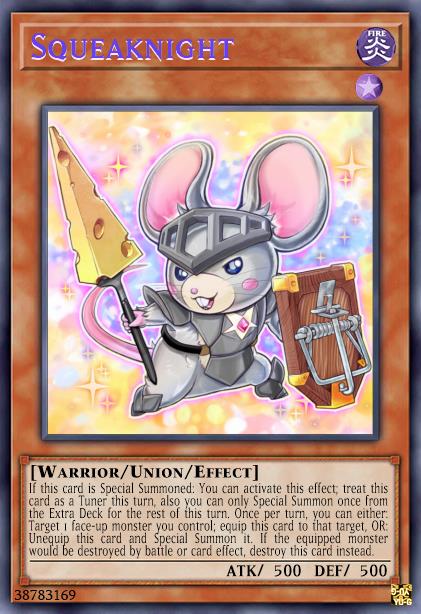 Squeaknight
FIRE
炎
[Warrior/Union/Effect]
If this card is Special Summoned: You can activate this effect; treat this
card as a Tuner this turn, also you can only Special Summon once from
the Extra Deck for the rest of this turn. Once per turn, you can either:
Target 1 face-up monster you control; equip this card to that target, OR:
Unequip this card and Special Summon it. If the equipped monster
would be destroyed by battle or card effect, destroy this card instead.
ATK/ 500 DEF/ 500
38783169